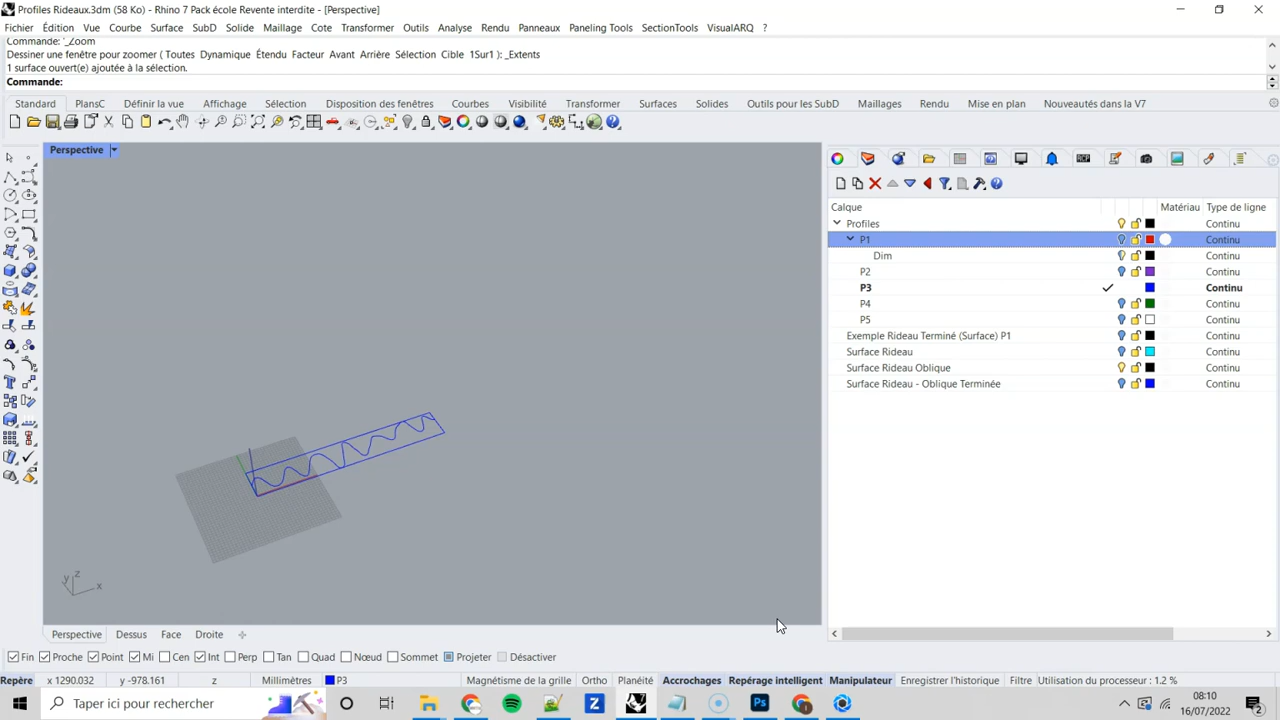 Profiles Rideaux.3dm (58 Ko) - Rhino 7 Pack école Revente interdite - [Perspective]
Fichier Édition Vue Courbe Surface SubD Solide Maillage Cote Transformer Outils Analyse Rendu Panneaux Paneling Tools SectionTools VisualARQ ?
Commande: '_Zoom
Dessiner une fenêtre pour zoomer ( Toutes Dynamique Étendu Facteur Avant Arrière Sélection Cible 1Sur1 ): _Extents
1 surface ouvert(e) ajoutée à la sélection.
Commande:
Standard PlansC Définir la vue Affichage Sélection Disposition des fenêtres Courbes Visibilité Transformer Surfaces Solides Outils pour les SubD Maillages Rendu Mise en plan Nouveautés dans la V7
Perspective
Calque Matériau Type de ligne
Profiles Continu
P1 Continu
Dim Continu
P2 Continu
P3 Continu
P4 Continu
P5 Continu
Exemple Rideau Terminé (Surface) P1 Continu
Surface Rideau Continu
Surface Rideau Oblique Continu
Surface Rideau - Oblique Terminée Continu
y z x
Perspective Dessus Face Droite
Fin Proche Point Mi Cen Int Perp Tan Quad Nœud Sommet Projeter Désactiver
Repère x 1290.032 y -978.161 z Millimètres P3 Magnétisme de la grille Ortho Planéité Accrochages Repérage intelligent Manipulateur Enregistrer l'historique Filtre Utilisation du processeur : 1.2 %
Taper ici pour rechercher Ps 08:10
16/07/2022 2